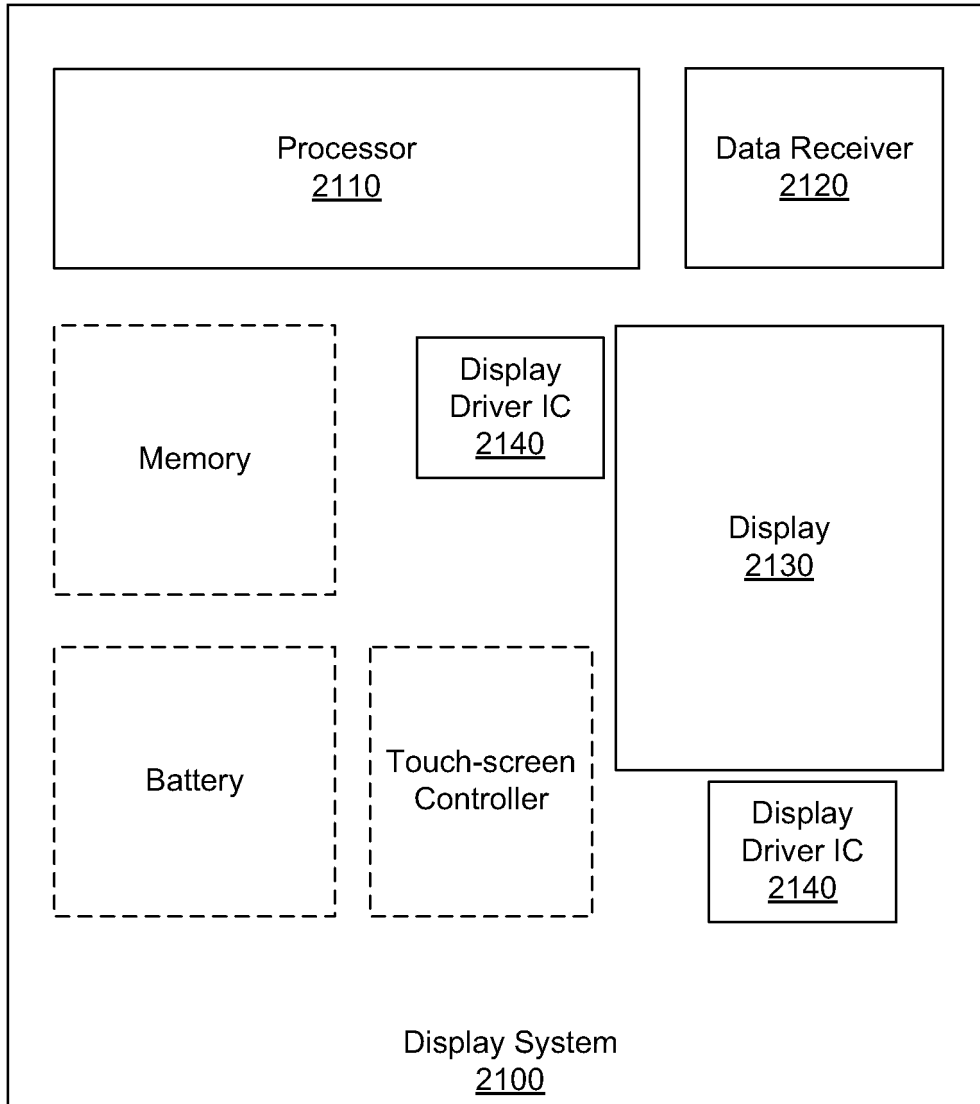 Processor
2110
Data Receiver
2120
Memory
Display
Driver IC
2140
Display
2130
Battery
Touch-screen
Controller
Display
Driver IC
2140
Display System
2100